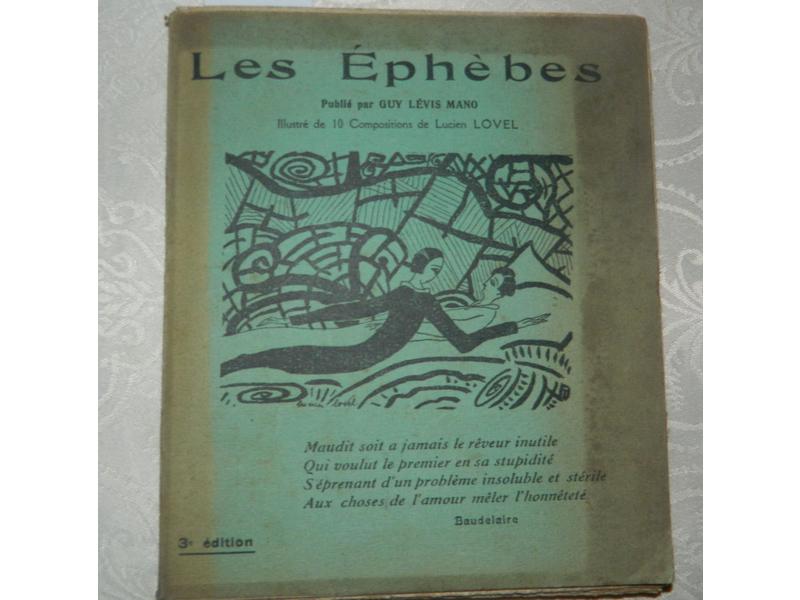 Les Éphèbes
Publié par GUY LÉVIS MANO
Illustré de 10 Compositions de Lucien LOVEL
lucien lovel
Maudit soit a jamais le rêveur inutile
Qui voulut le premier en sa stupidité
S'éprenant d'un problème insoluble et stérile
Aux choses de l'amour mêler l'honnêteté
Baudelaire
3e édition